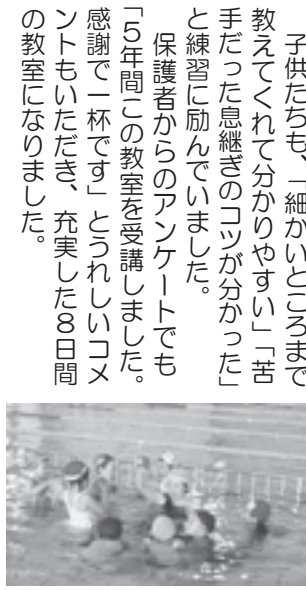 子供たちも、「細かいところまで
教えてくれて分かりやすい」「苦
手だった息継ぎのコツが分かった」
と練習に励んでいました。
保護者からのアンケートでも
「５年間この教室を受講しました。
感謝で一杯です」とうれしいコメ
ントもいただき、充実した８日間
の教室になりました。